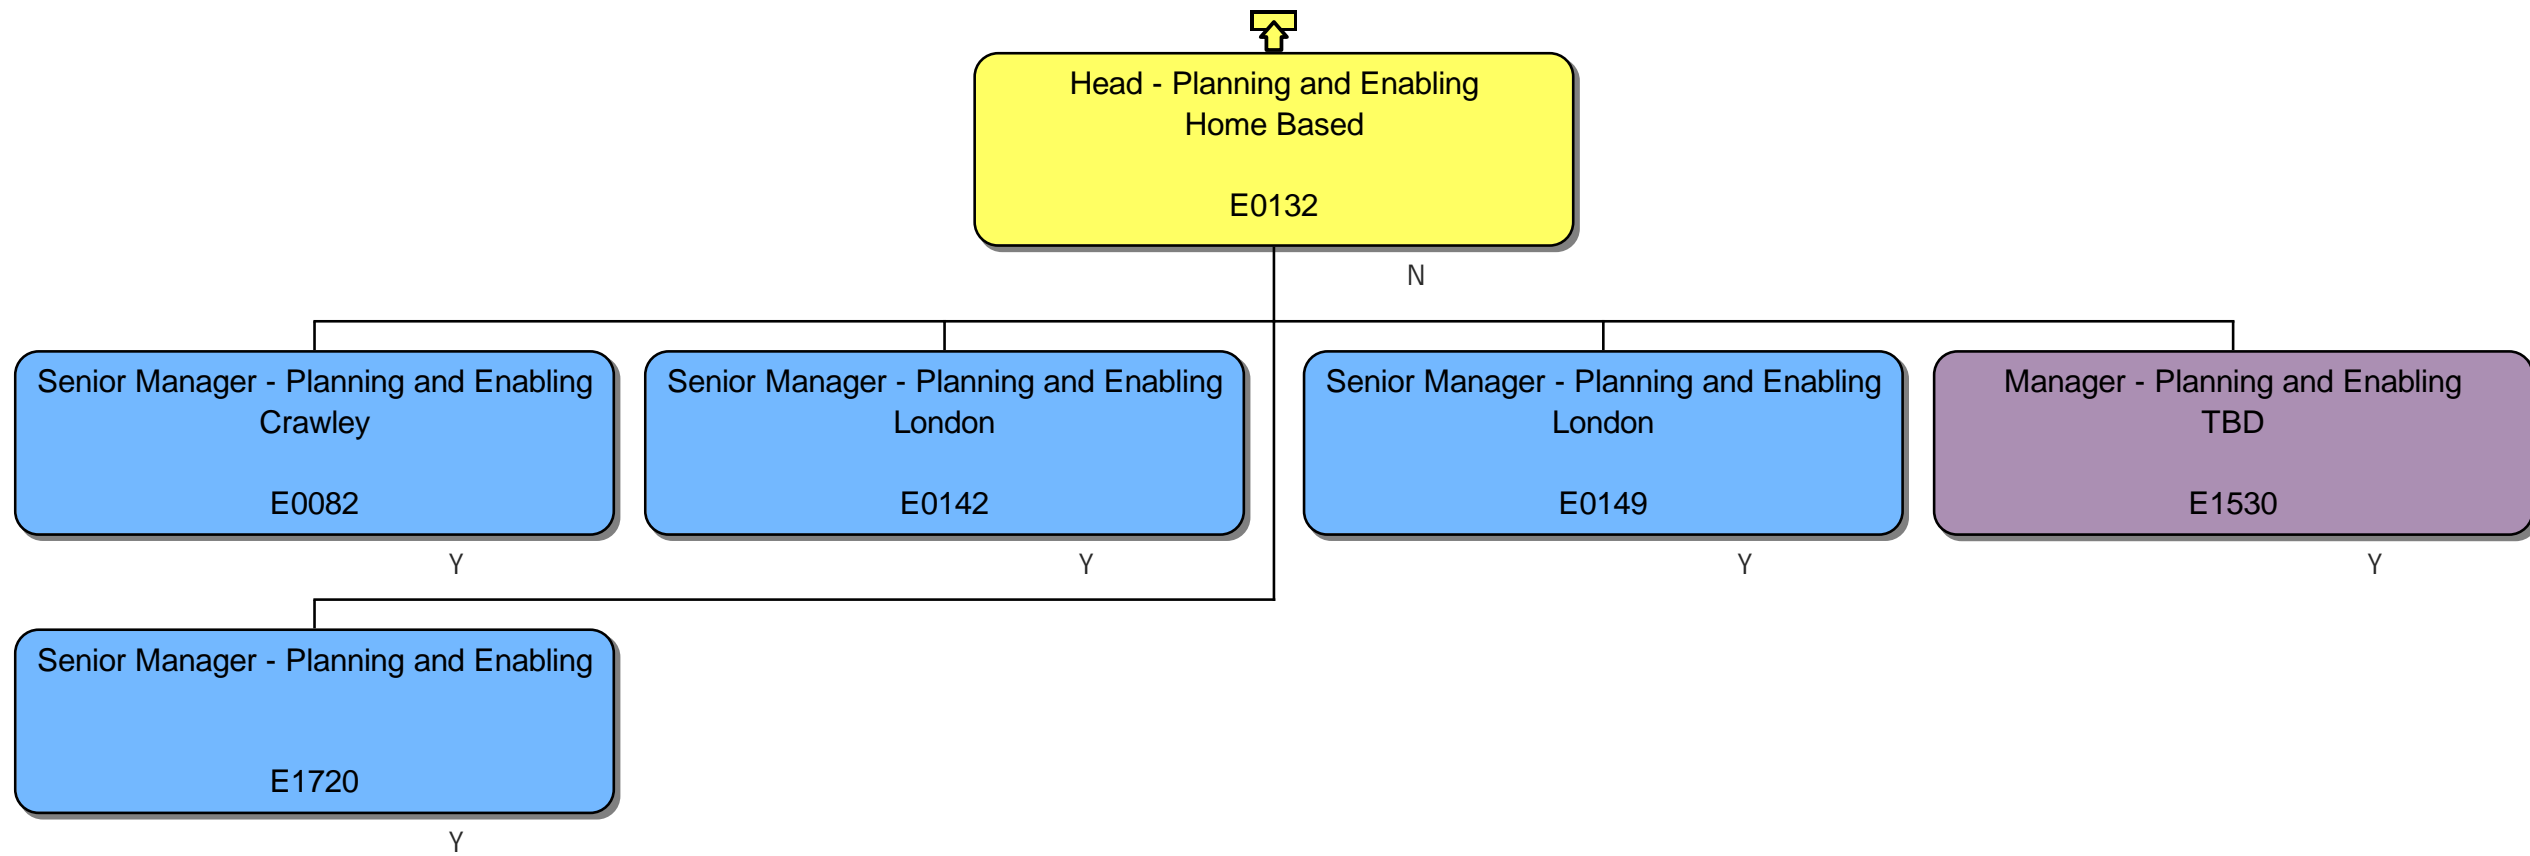 Head - Planning and Enabling
Home Based
E0132
N
Senior Manager - Planning and Enabling
Crawley
E0082
Y
Senior Manager - Planning and Enabling
London
E0142
Y
Senior Manager - Planning and Enabling
London
E0149
Y
Manager - Planning and Enabling
TBD
E1530
Y
Senior Manager - Planning and Enabling
E1720
Y